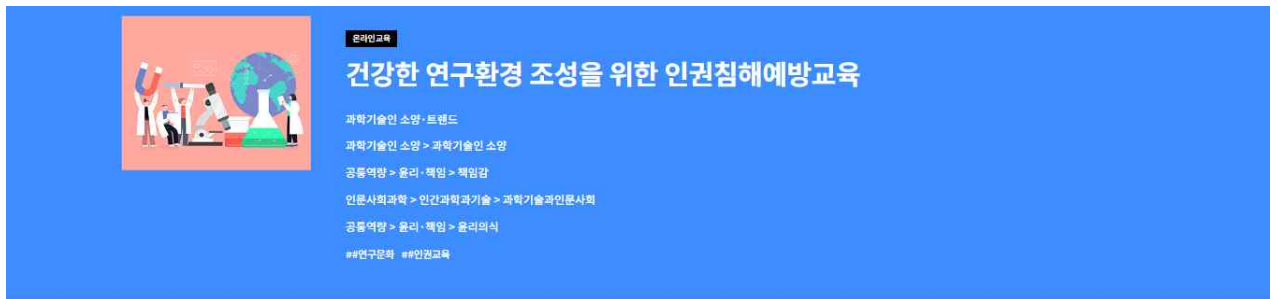 온라인교육
건강한 연구환경 조성을 위한 인권침해예방교육
과학기술인 소양·트렌드
과학기술인 소양 > 과학기술인 소양
공통역량 > 윤리·책임 > 책임감
인문사회과학 > 인간과학과기술 > 과학기술과인문사회
공통역량 > 윤리·책임 > 윤리의식
##연구문화 ##인권교육